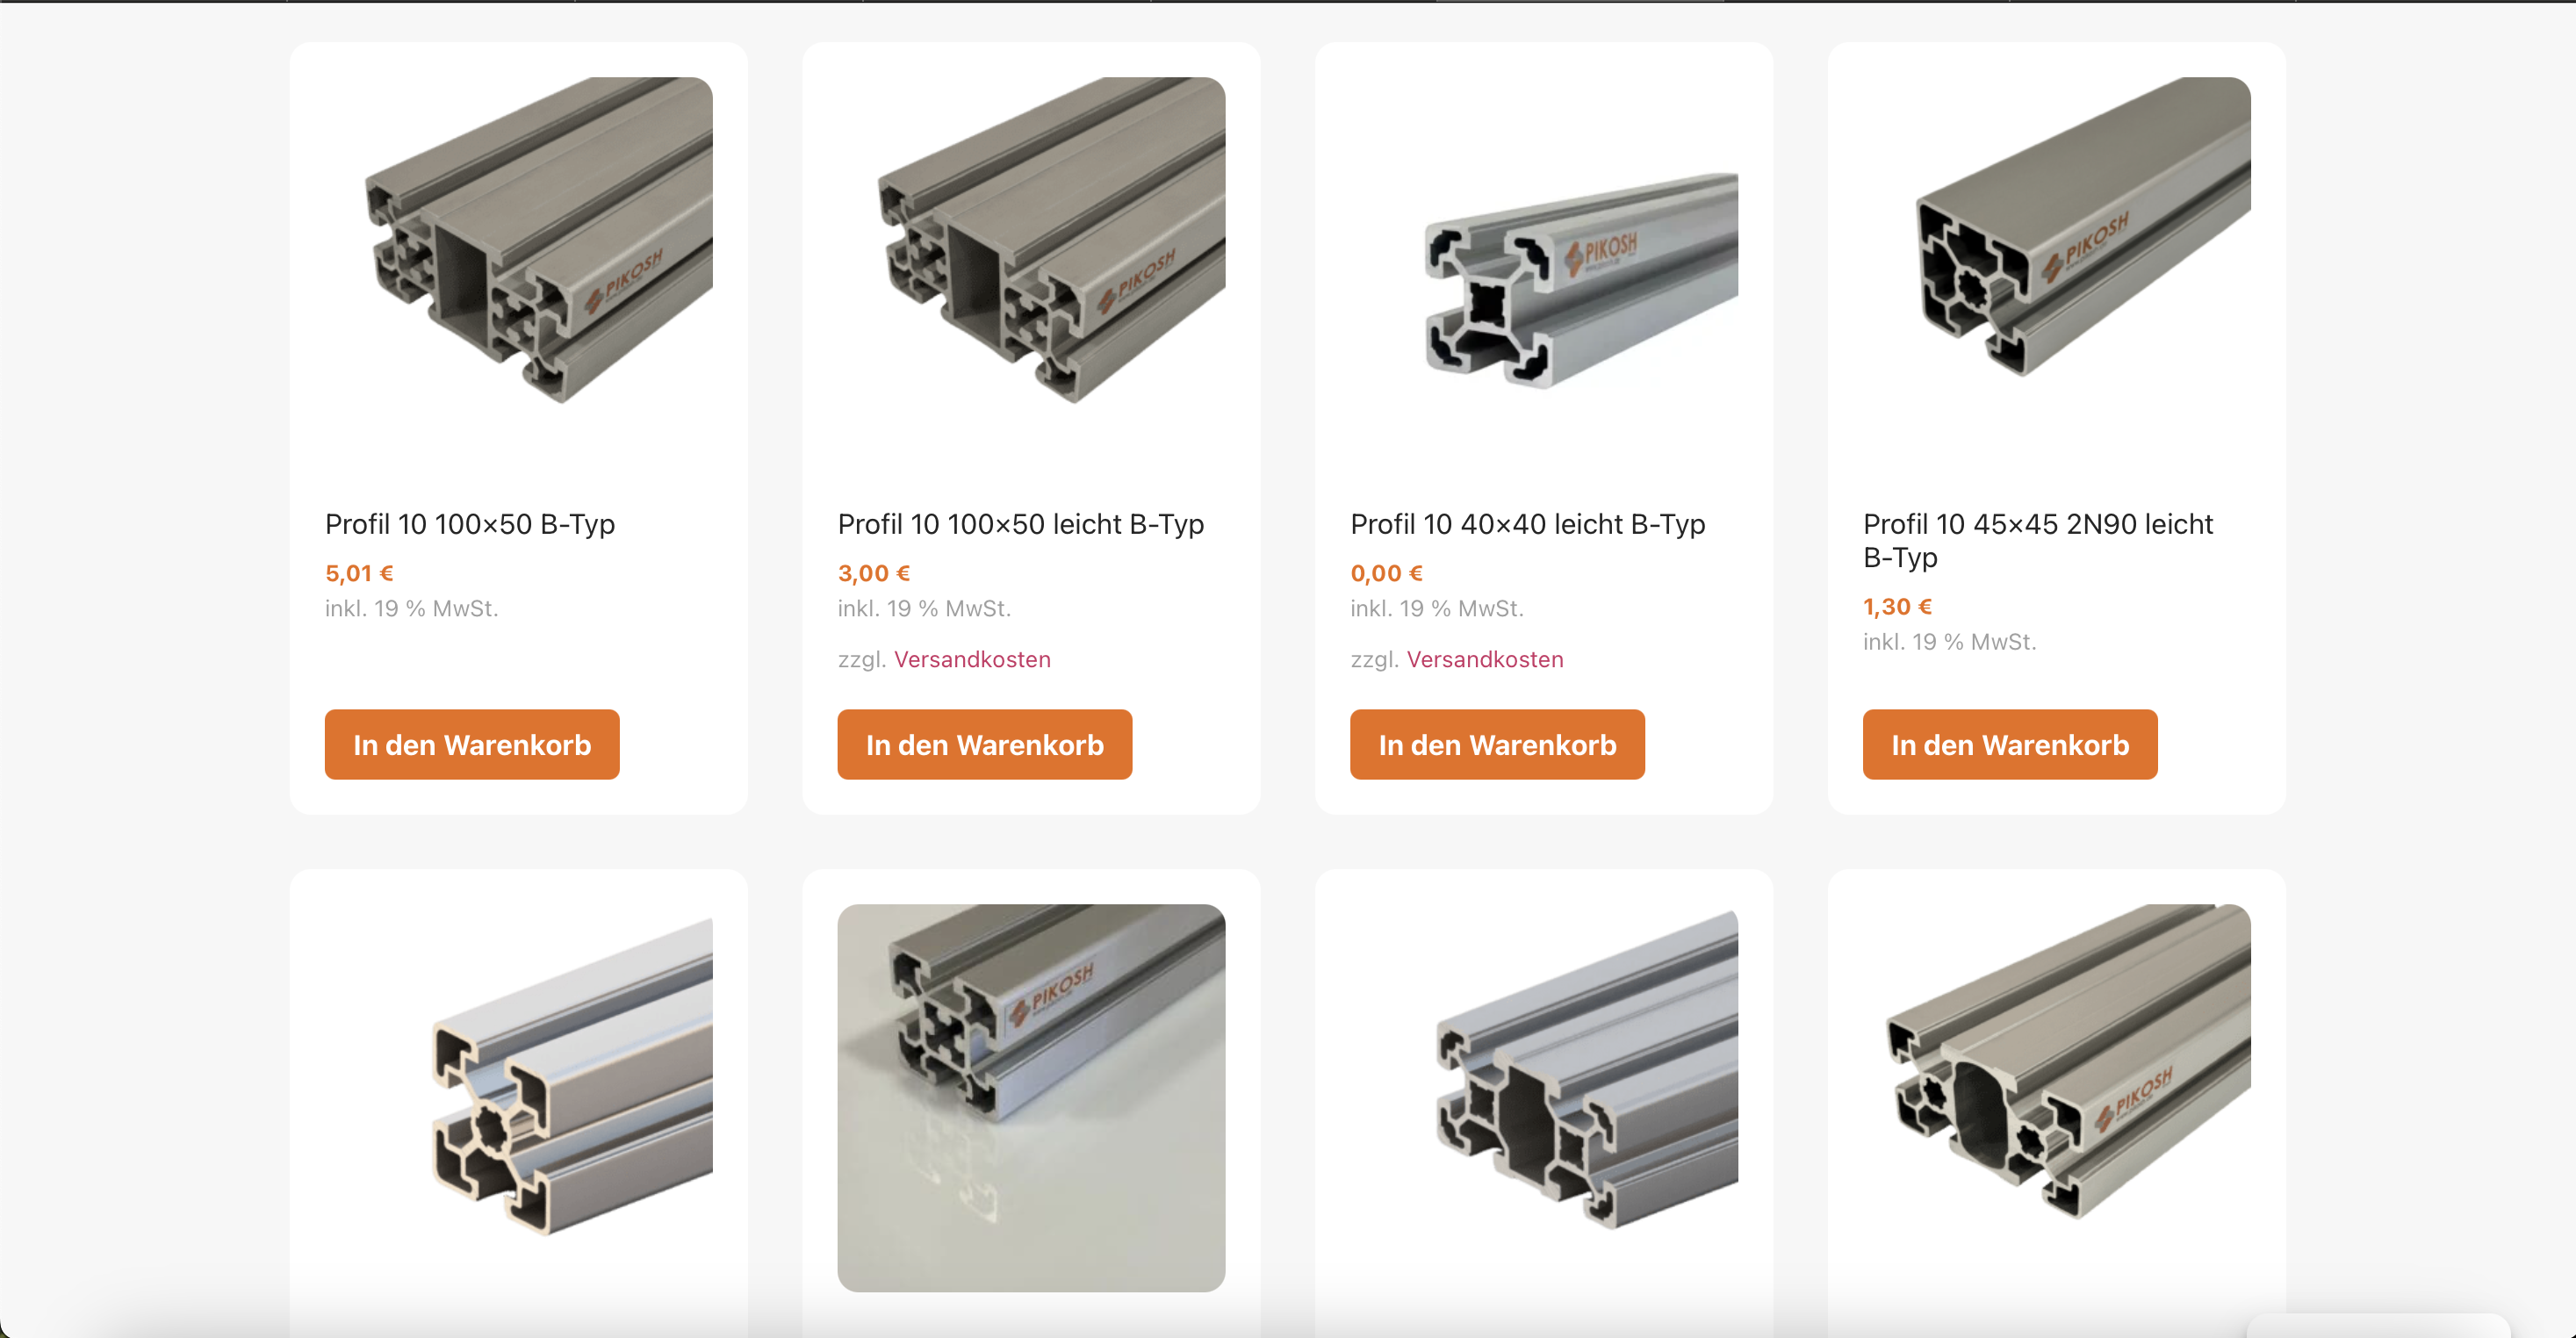 PIKOSH
PIKOSH
PIKOSH
PIKOSH
Profil 10 100×50 B-Typ
5,01 €
inkl. 19 % MwSt.
In den Warenkorb
Profil 10 100×50 leicht B-Typ
3,00 €
inkl. 19 % MwSt.
zzgl. Versandkosten
In den Warenkorb
Profil 10 40×40 leicht B-Typ
0,00 €
inkl. 19 % MwSt.
zzgl. Versandkosten
In den Warenkorb
Profil 10 45×45 2N90 leicht
B-Typ
1,30 €
inkl. 19 % MwSt.
In den Warenkorb
PIKOSH
PIKOSH